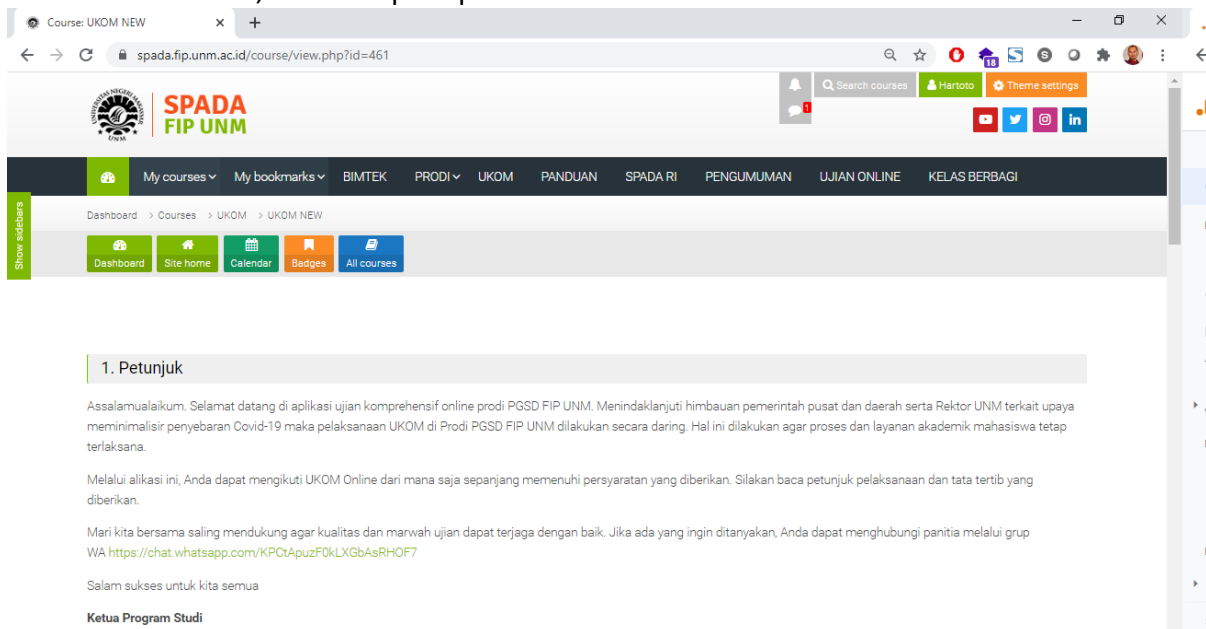 Course: UKOM NEW
spada.fip.unm.ac.id/course/view.php?id=461
18
UNIVERSITAS NEGERI MAKASSAR
UNM
SPADA
FIP UNM
Search courses
Hartoto
Theme settings
1
My courses
My bookmarks
BIMTEK
PRODI
UKOM
PANDUAN
SPADA RI
PENGUMUMAN
UJIAN ONLINE
KELAS BERBAGI
Show sidebars
Dashboard > Courses > UKOM > UKOM NEW
Dashboard
Site home
Calendar
Badges
All courses
1. Petunjuk
Assalamualaikum. Selamat datang di aplikasi ujian komprehensif online prodi PGSD FIP UNM. Menindaklanjuti himbauan pemerintah pusat dan daerah serta Rektor UNM terkait upaya
meminimalisir penyebaran Covid-19 maka pelaksanaan UKOM di Prodi PGSD FIP UNM dilakukan secara daring. Hal ini dilakukan agar proses dan layanan akademik mahasiswa tetap
terlaksana.
Melalui alikasi ini, Anda dapat mengikuti UKOM Online dari mana saja sepanjang memenuhi persyaratan yang diberikan. Silakan baca petunjuk pelaksanaan dan tata tertib yang
diberikan.
Mari kita bersama saling mendukung agar kualitas dan marwah ujian dapat terjaga dengan baik. Jika ada yang ingin ditanyakan, Anda dapat menghubungi panitia melalui grup
WA https://chat.whatsapp.com/KPCtApuzF0kLXGbAsRHOF7
Salam sukses untuk kita semua
Ketua Program Studi